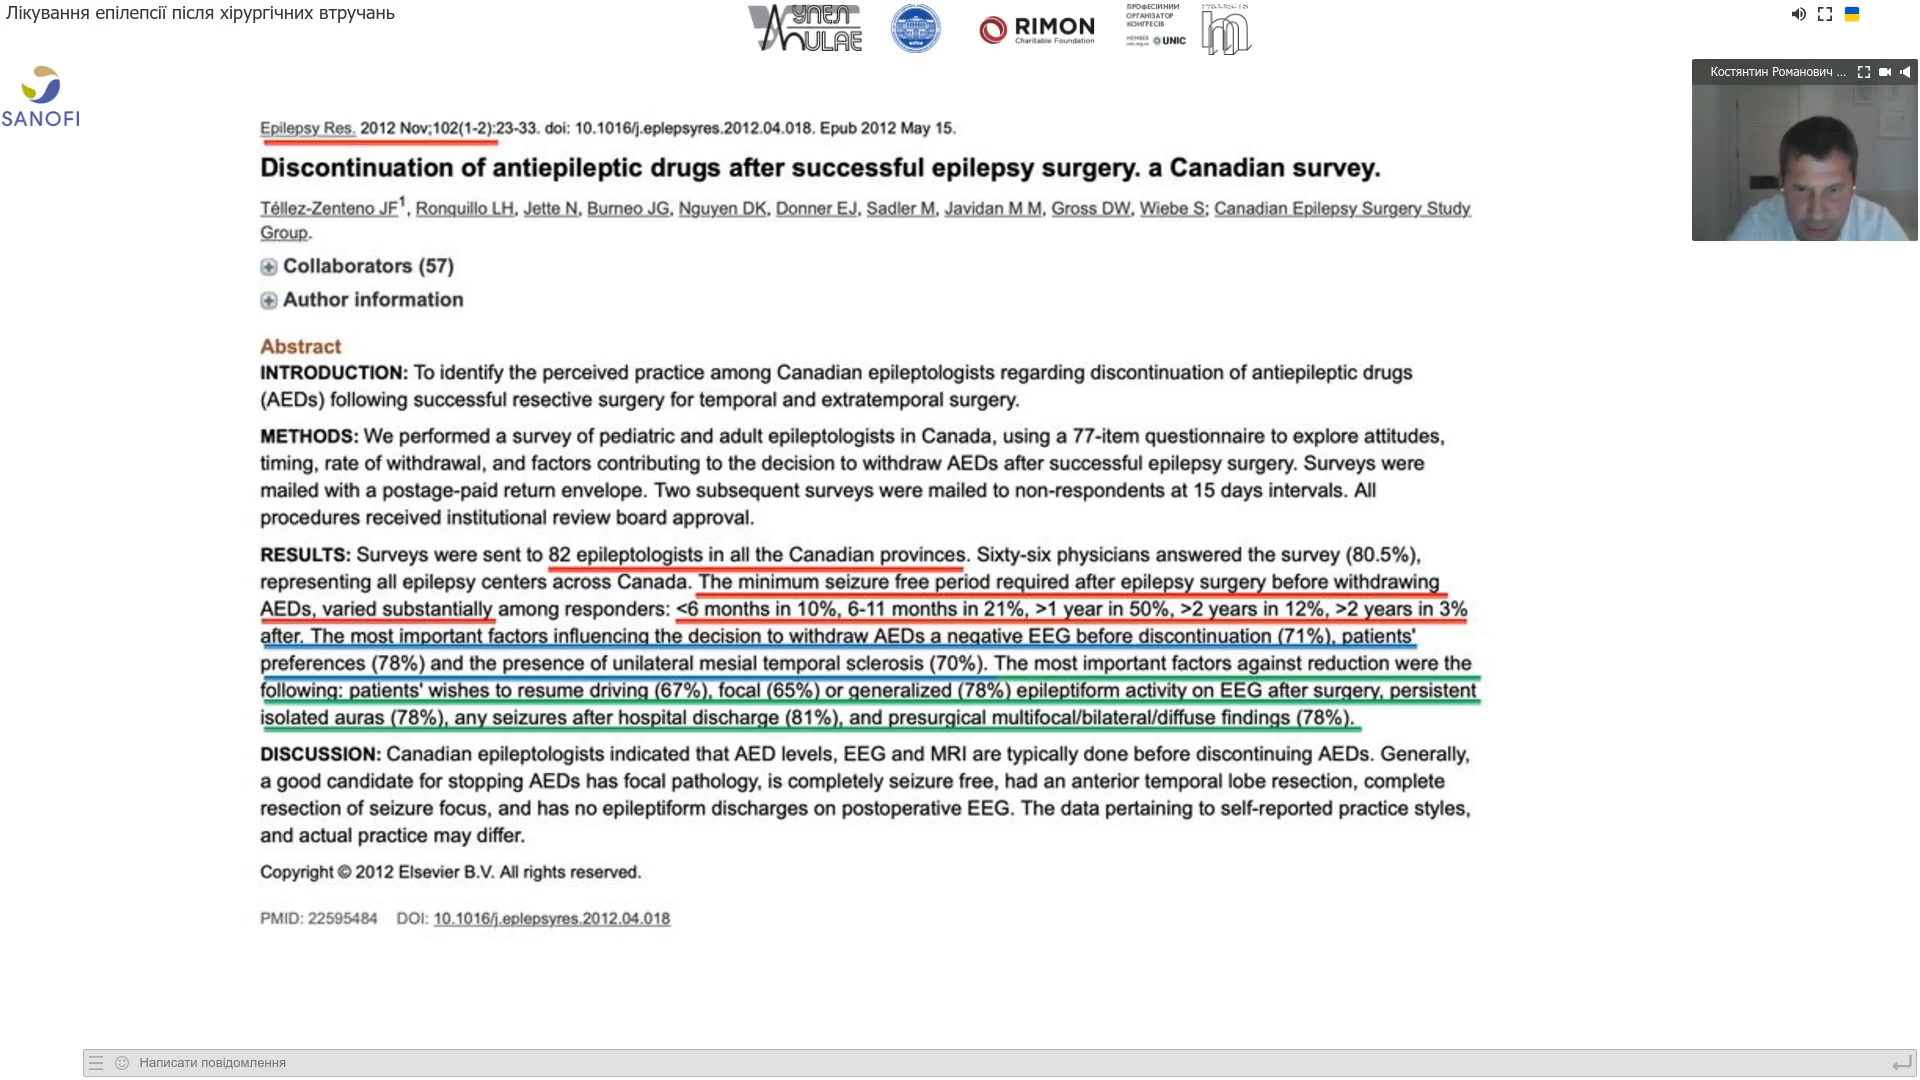 Лікування епілепсії після хірургічних втручань
RIMON
Charitable Foundation
ПРОФЕСІЙНИЙ
ОРГАНІЗАТОР
КОНГРЕСІВ
UNIC
SANOFI
Костянтин Романович ...
Epilepsy Res. 2012 Nov;102(1-2):23-33. doi: 10.1016/j.eplepsyres.2012.04.018. Epub 2012 May 15.
Discontinuation of antiepileptic drugs after successful epilepsy surgery. a Canadian survey.
Téllez-Zenteno JF1, Ronquillo LH, Jette N, Burneo JG, Nguyen DK, Donner EJ, Sadler M, Javidan M M, Gross DW, Wiebe S; Canadian Epilepsy Surgery Study
Group.
Collaborators (57)
Author information
Abstract
INTRODUCTION: To identify the perceived practice among Canadian epileptologists regarding discontinuation of antiepileptic drugs
(AEDs) following successful resective surgery for temporal and extratemporal surgery.
METHODS: We performed a survey of pediatric and adult epileptologists in Canada, using a 77-item questionnaire to explore attitudes,
timing, rate of withdrawal, and factors contributing to the decision to withdraw AEDs after successful epilepsy surgery. Surveys were
mailed with a postage-paid return envelope. Two subsequent surveys were mailed to non-respondents at 15 days intervals. All
procedures received institutional review board approval.
RESULTS: Surveys were sent to 82 epileptologists in all the Canadian provinces. Sixty-six physicians answered the survey (80.5%),
representing all epilepsy centers across Canada. The minimum seizure free period required after epilepsy surgery before withdrawing
AEDs, varied substantially among responders: <6 months in 10%, 6-11 months in 21%, >1 year in 50%, >2 years in 12%, >2 years in 3%
after. The most important factors influencing the decision to withdraw AEDs a negative EEG before discontinuation (71%), patients'
preferences (78%) and the presence of unilateral mesial temporal sclerosis (70%). The most important factors against reduction were the
following: patients' wishes to resume driving (67%), focal (65%) or generalized (78%) epileptiform activity on EEG after surgery, persistent
isolated auras (78%), any seizures after hospital discharge (81%), and presurgical multifocal/bilateral/diffuse findings (78%).
DISCUSSION: Canadian epileptologists indicated that AED levels, EEG and MRI are typically done before discontinuing AEDs. Generally,
a good candidate for stopping AEDs has focal pathology, is completely seizure free, had an anterior temporal lobe resection, complete
resection of seizure focus, and has no epileptiform discharges on postoperative EEG. The data pertaining to self-reported practice styles,
and actual practice may differ.
Copyright © 2012 Elsevier B.V. All rights reserved.
PMID: 22595484 DOI: 10.1016/j.eplepsyres.2012.04.018
Написати повідомлення